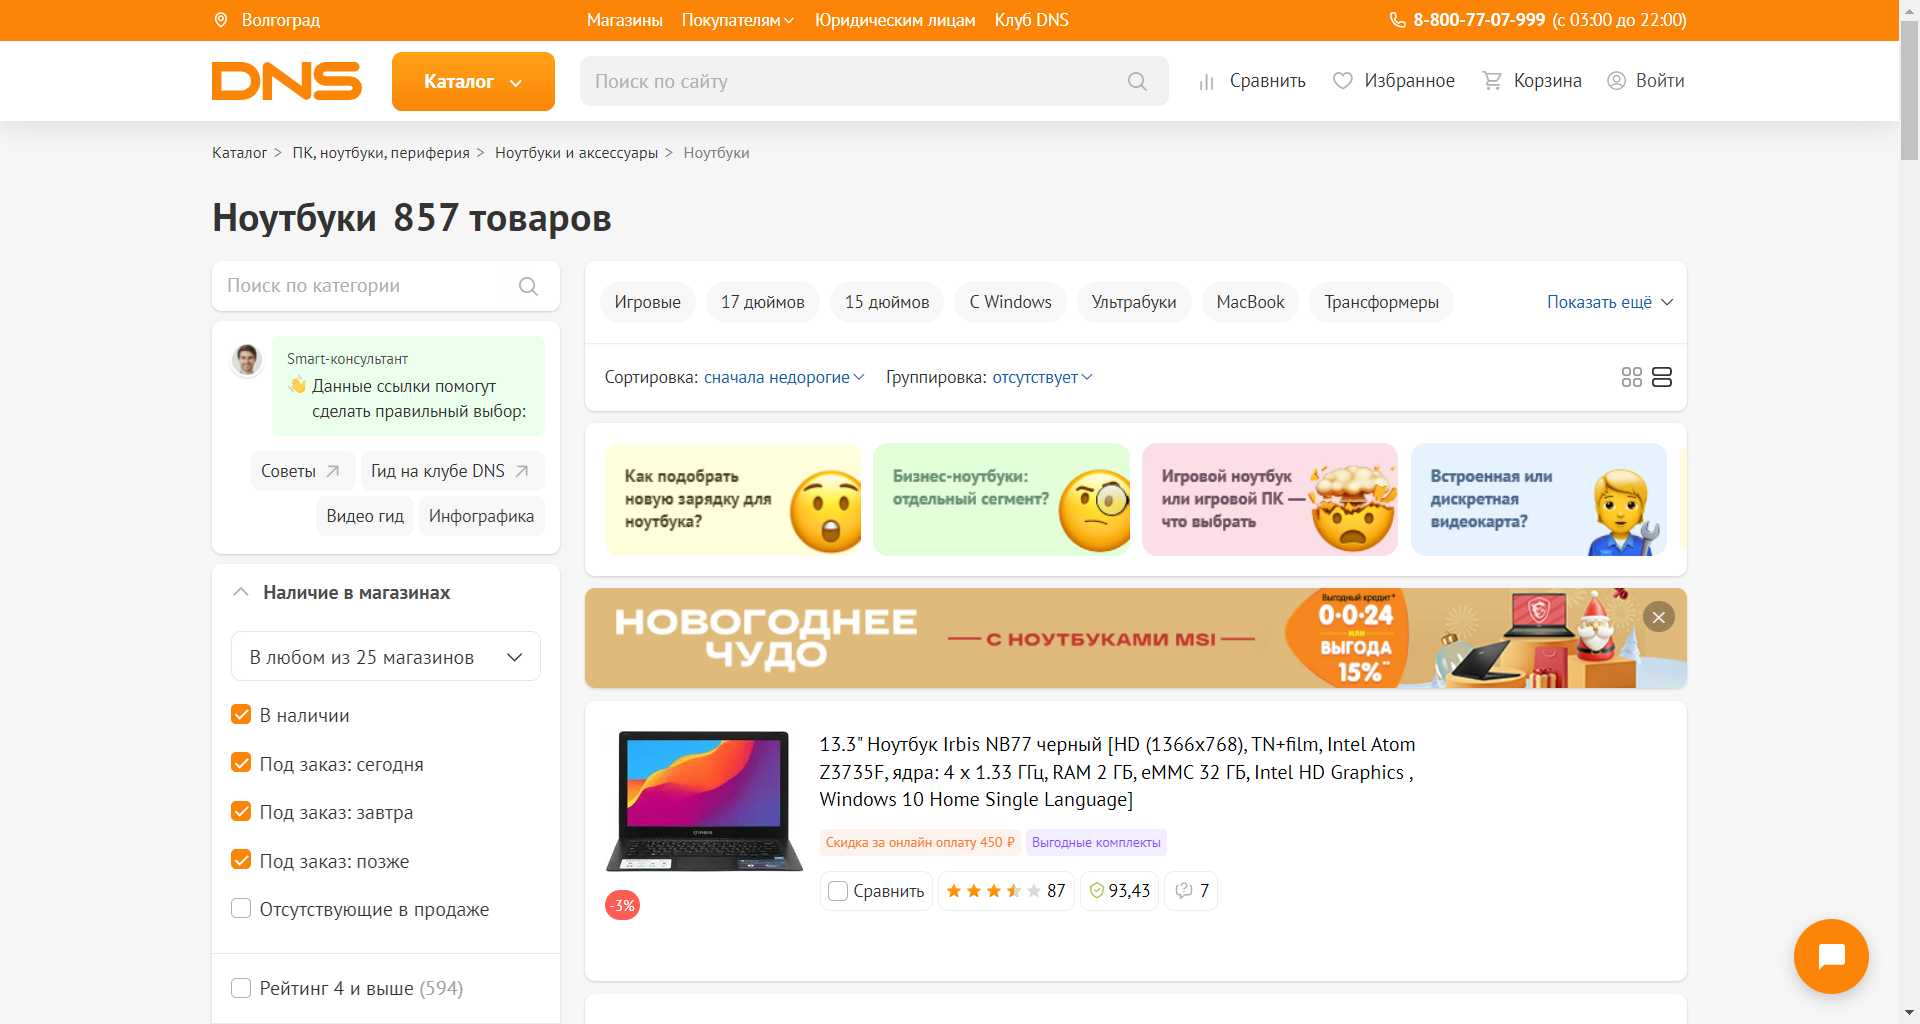 Волгоград
Магазины Покупателям Юридическим лицам Клуб DNS
8-800-77-07-999 (с 03:00 до 22:00)
DNS
Каталог
Поиск по сайту
Сравнить
Избранное
Корзина
Войти
Каталог > ПК, ноутбуки, периферия > Ноутбуки и аксессуары > Ноутбуки
Ноутбуки 857 товаров
Поиск по категории
Smart-консультант
👋 Данные ссылки помогут
сделать правильный выбор:
Советы
Гид на клубе DNS
Видео гид
Инфографика
Наличие в магазинах
В любом из 25 магазинов
В наличии
Под заказ: сегодня
Под заказ: завтра
Под заказ: позже
Отсутствующие в продаже
Рейтинг 4 и выше (594)
Игровые
17 дюймов
15 дюймов
С Windows
Ультрабуки
MacBook
Трансформеры
Показать ещё
Сортировка: сначала недорогие
Группировка: отсутствует
Как подобрать
новую зарядку для
ноутбука?
Бизнес-ноутбуки:
отдельный сегмент?
Игровой ноутбук
или игровой ПК —
что выбрать
Встроенная или
дискретная
видеокарта?
НОВОГОДНЕЕ
ЧУДО
С НОУТБУКАМИ MSI
Выгодный кредит*
0-0-24
или
ВЫГОДА
15%**
13.3" Ноутбук Irbis NB77 черный [HD (1366x768), TN+film, Intel Atom
Z3735F, ядра: 4 x 1.33 ГГц, RAM 2 ГБ, eMMC 32 ГБ, Intel HD Graphics ,
Windows 10 Home Single Language]
Скидка за онлайн оплату 450 ₽
Выгодные комплекты
Сравнить
87
93,43
7
-3%